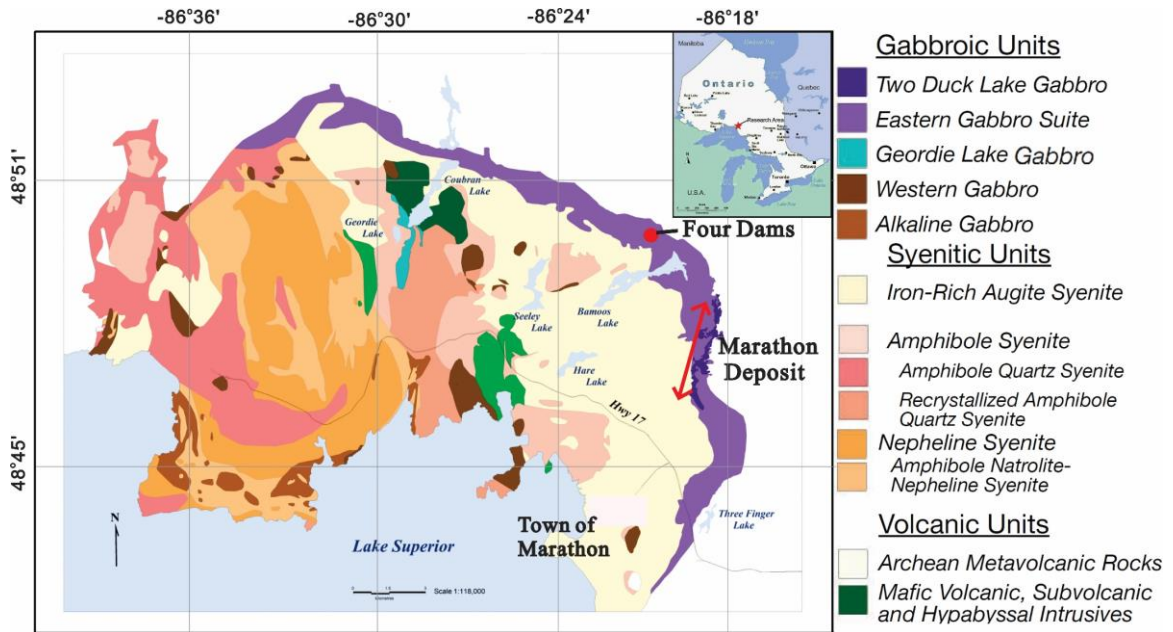 -86°36'
-86°30'
-86°24'
-86°18'
48°51'
48°45'
Manitoba
Ontario
Quebec
Research Area
Ottawa
Toronto
U.S.A.
N
Coubran
Lake
Geordie
Lake
Four Dams
Seeley
Lake
Bamoos
Lake
Marathon
Deposit
Hare
Lake
Hwy 17
Three Finger
Lake
Town of
Marathon
Lake Superior
N
Scale 1:118,000
Gabbroic Units
Two Duck Lake Gabbro
Eastern Gabbro Suite
Geordie Lake Gabbro
Western Gabbro
Alkaline Gabbro
Syenitic Units
Iron-Rich Augite Syenite
Amphibole Syenite
Amphibole Quartz Syenite
Recrystallized Amphibole
Quartz Syenite
Nepheline Syenite
Amphibole Natrolite-
Nepheline Syenite
Volcanic Units
Archean Metavolcanic Rocks
Mafic Volcanic, Subvolcanic
and Hypabyssal Intrusives